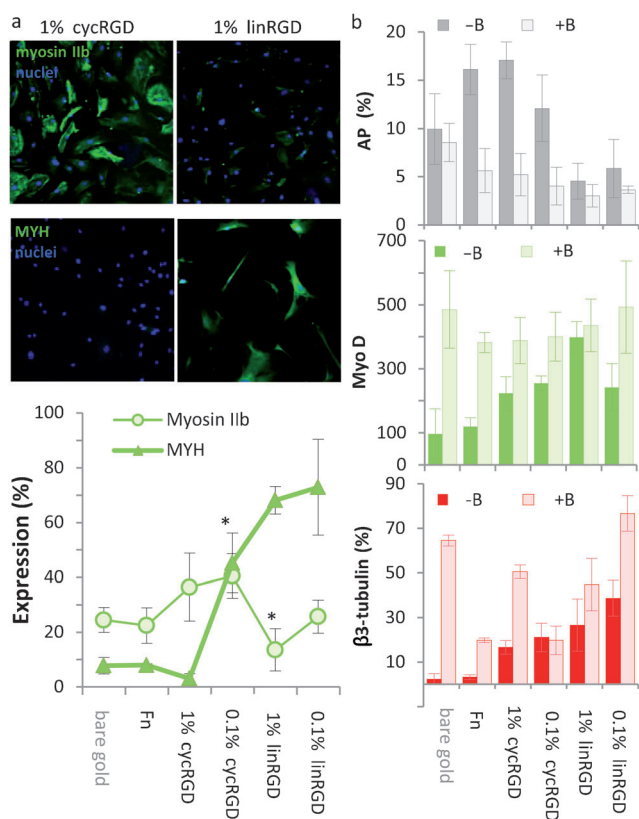 a
1% cycRGD
1% linRGD
myosin IIb
nuclei
MYH
nuclei
100
80
60
40
20
0
Expression (%)
Myosin IIb
MYH
*
*
bare gold
Fn
1% cycRGD
0.1% cycRGD
1% linRGD
0.1% linRGD
b
–B
+B
20
15
10
5
0
AP (%)
–B
+B
700
500
300
100
0
Myo D
–B
+B
90
70
50
30
10
β3-tubulin (%)
bare gold
Fn
1% cycRGD
0.1% cycRGD
1% linRGD
0.1% linRGD